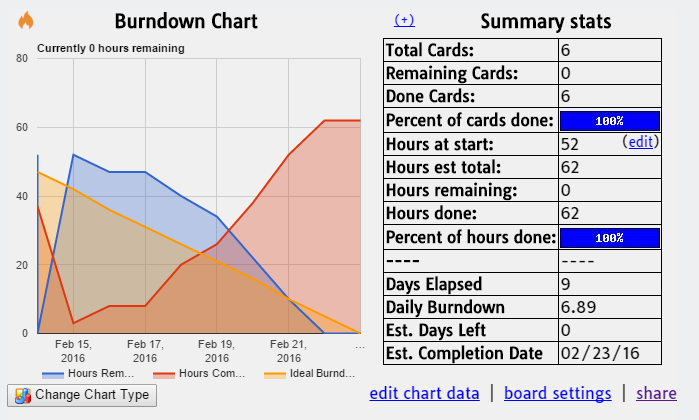 Burndown Chart
Currently 0 hours remaining
80
60
40
20
0
Feb 15, 2016
Feb 17, 2016
Feb 19, 2016
Feb 21, 2016
...
Hours Rem...
Hours Com...
Ideal Burnd...
Change Chart Type
(+)
Summary stats
Total Cards: 6
Remaining Cards: 0
Done Cards: 6
Percent of cards done: 100%
Hours at start: 52 (edit)
Hours est total: 62
Hours remaining: 0
Hours done: 62
Percent of hours done: 100%
---- ----
Days Elapsed 9
Daily Burndown 6.89
Est. Days Left 0
Est. Completion Date 02/23/16
edit chart data | board settings | share